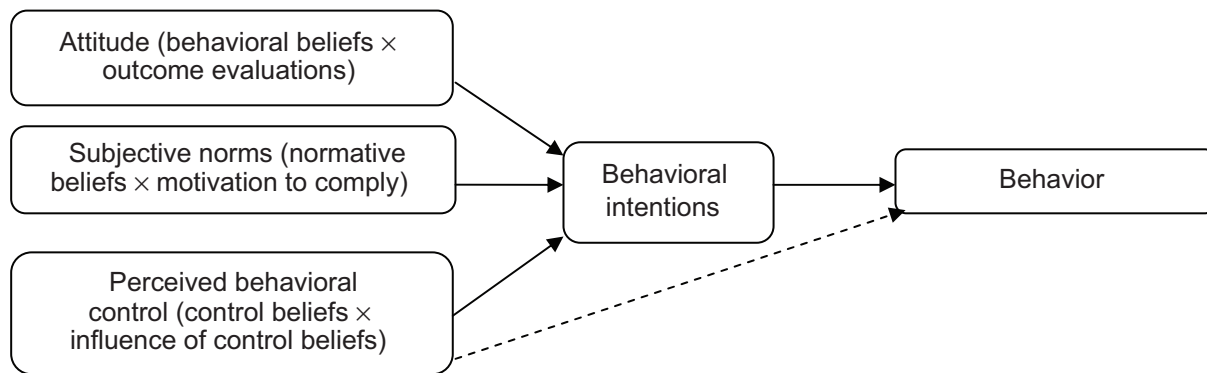 Attitude (behavioral beliefs ×
outcome evaluations)
Subjective norms (normative
beliefs × motivation to comply)
Perceived behavioral
control (control beliefs ×
influence of control beliefs)
Behavioral
intentions
Behavior